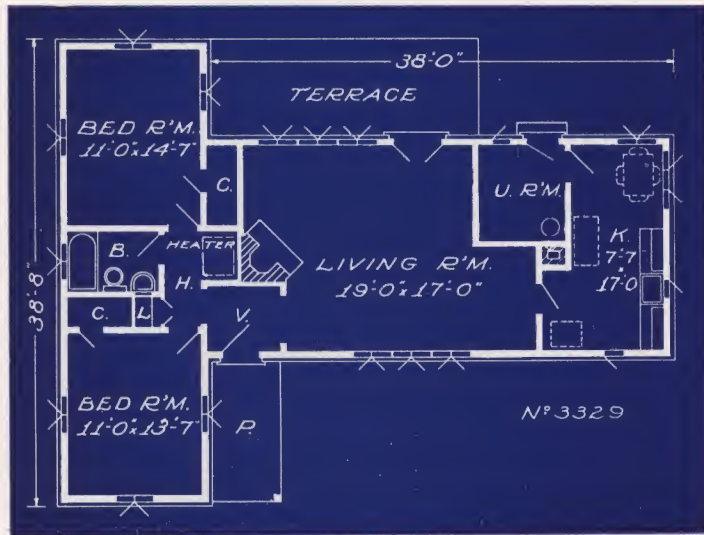 38'-0"
TERRACE
BED R'M.
11'-0"x14'-7"
C.
U. R'M.
B.
HEATER
K.
7'-7"
x
17'-0
H.
LIVING R'M.
19'-0"x17'-0"
38'-8"
C.
L.
V.
BED R'M.
11'-0"x13'-7"
P.
Nº 3329